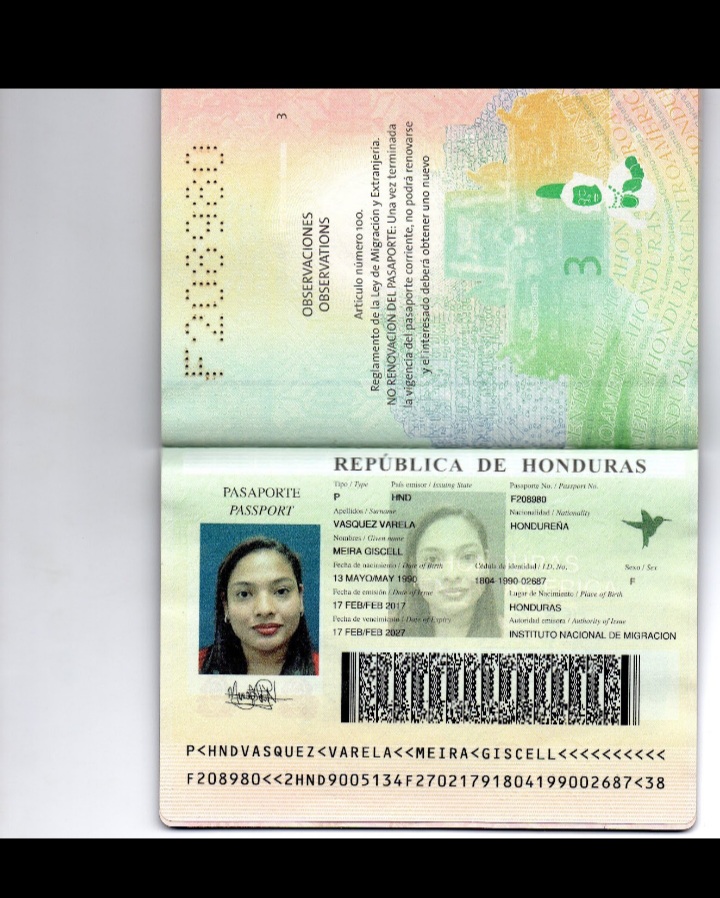 F208980
3
OBSERVACIONES
OBSERVATIONS
Artículo número 100.
Reglamento de la Ley de Migración y Extranjería.
NO RENOVACION DEL PASAPORTE: Una vez terminada
la vigencia del pasaporte corriente, no podrá renovarse
y el interesado deberá obtener uno nuevo
3
REPÚBLICA DE HONDURAS
PASAPORTE
PASSPORT
Tipo / Type País emisor / Issuing State Pasaporte No. / Passport No.
P HND F208980
Apellidos / Surname Nacionalidad / Nationality
VASQUEZ VARELA HONDUREÑA
Nombres / Given name
MEIRA GISCELL
Fecha de nacimiento / Date of Birth Cédula de identidad / I.D. No. Sexo / Sex
13 MAYO/MAY 1990 1804-1990-02687 F
Fecha de emisión / Date of Issue Lugar de Nacimiento / Place of Birth
17 FEB/FEB 2017 HONDURAS
Fecha de vencimiento / Date of Expiry Autoridad emisora / Authority of Issue
17 FEB/FEB 2027 INSTITUTO NACIONAL DE MIGRACION
P<HNDVASQUEZ<VARELA<<MEIRA<GISCELL<<<<<<<<<<
F208980<<2HND9005134F27021791804199002687<38